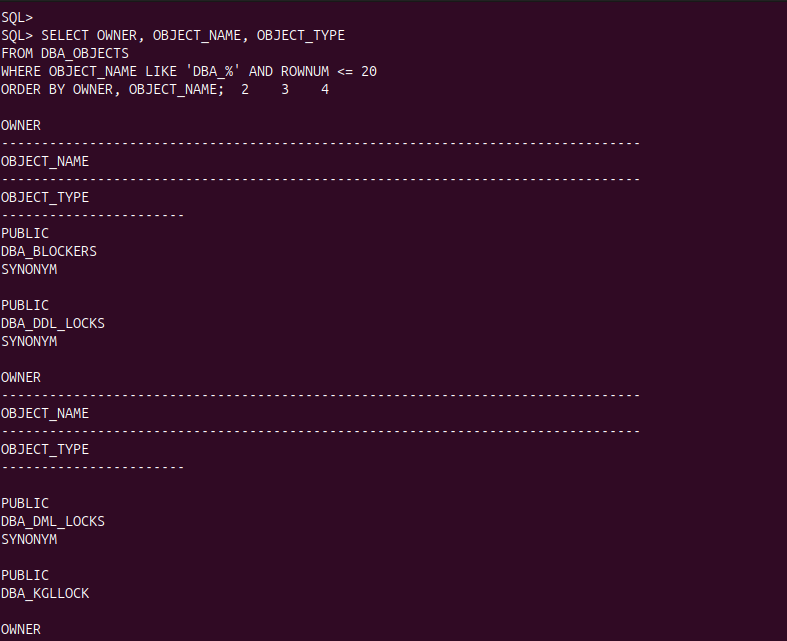 SQL>
SQL> SELECT OWNER, OBJECT_NAME, OBJECT_TYPE
FROM DBA_OBJECTS
WHERE OBJECT_NAME LIKE 'DBA_%' AND ROWNUM <= 20
ORDER BY OWNER, OBJECT_NAME;  2    3    4

OWNER
--------------------------------------------------------------------------------
OBJECT_NAME
--------------------------------------------------------------------------------
OBJECT_TYPE
-----------------------
PUBLIC
DBA_BLOCKERS
SYNONYM

PUBLIC
DBA_DDL_LOCKS
SYNONYM

OWNER
--------------------------------------------------------------------------------
OBJECT_NAME
--------------------------------------------------------------------------------
OBJECT_TYPE
-----------------------

PUBLIC
DBA_DML_LOCKS
SYNONYM

PUBLIC
DBA_KGLLOCK

OWNER